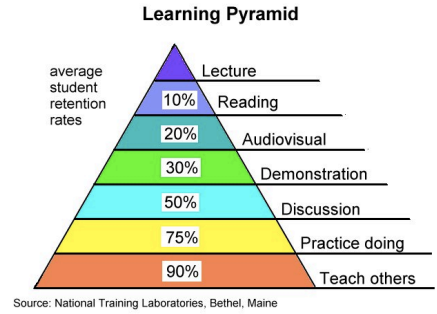 Learning Pyramid
average
student
retention
rates
Lecture
10% Reading
20% Audiovisual
30% Demonstration
50% Discussion
75% Practice doing
90% Teach others
Source: National Training Laboratories, Bethel, Maine